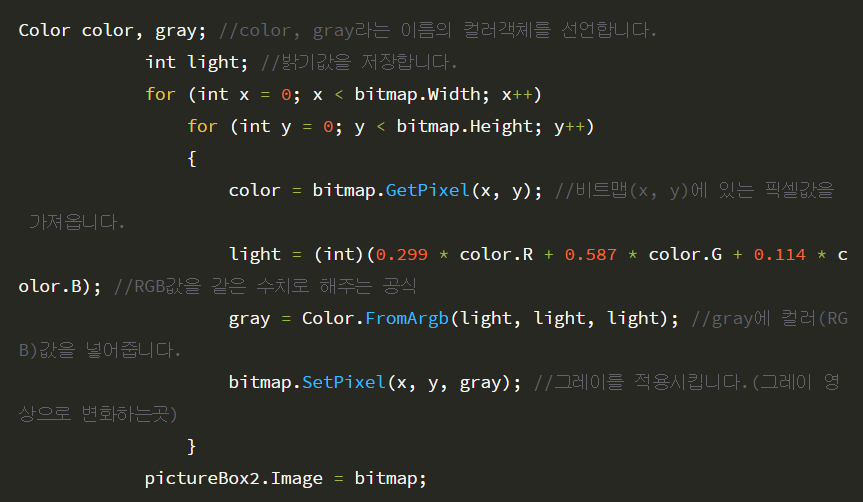 Color color, gray; //color, gray라는 이름의 컬러객체를 선언합니다.
int light; //밝기값을 저장합니다.
for (int x = 0; x < bitmap.Width; x++)
for (int y = 0; y < bitmap.Height; y++)
{
color = bitmap.GetPixel(x, y); //비트맵(x, y)에 있는 픽셀값을
가져옵니다.
light = (int)(0.299 * color.R + 0.587 * color.G + 0.114 * c
olor.B); //RGB값을 같은 수치로 해주는 공식
gray = Color.FromArgb(light, light, light); //gray에 컬러(RG
B)값을 넣어줍니다.
bitmap.SetPixel(x, y, gray); //그레이를 적용시킵니다.(그레이 영
상으로 변화하는곳)
}
pictureBox2.Image = bitmap;